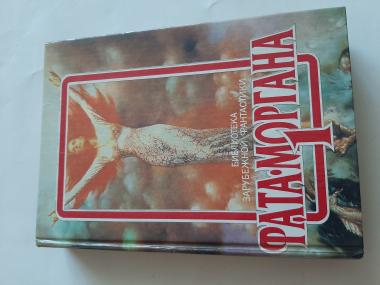 БИБЛИОТЕКА
ЗАРУБЕЖНОЙ ФАНТАСТИКИ
ФАТА-МОРГАНА
1